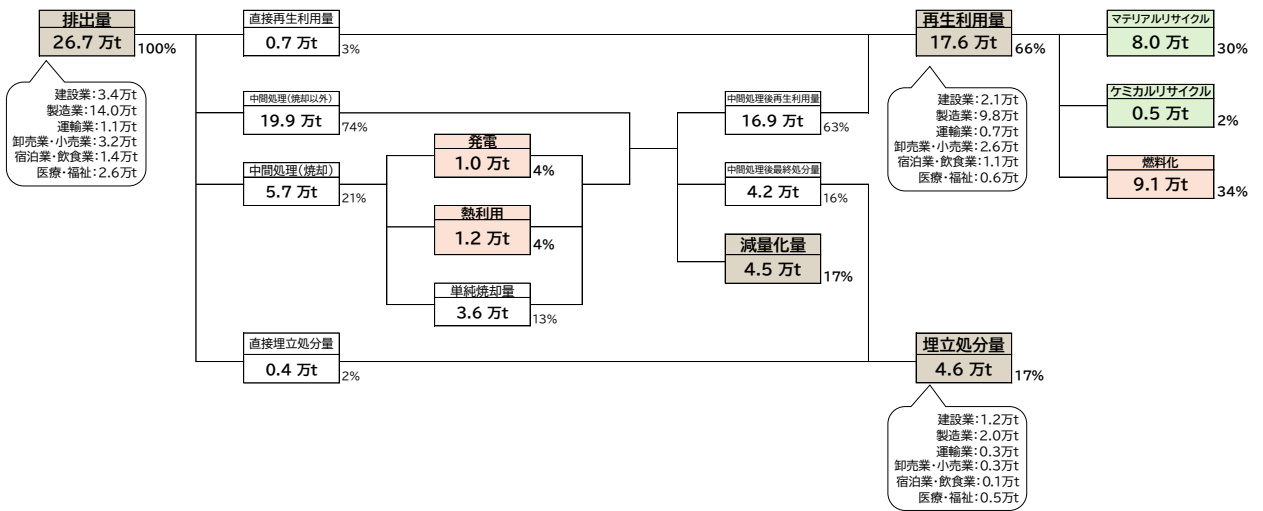 排出量
26.7 万t
100%
建設業：3.4万t
製造業：14.0万t
運輸業：1.1万t
卸売業・小売業：3.2万t
宿泊業・飲食業：1.4万t
医療・福祉：2.6万t
直接再生利用量
0.7 万t
3%
中間処理（焼却以外）
19.9 万t
74%
中間処理（焼却）
5.7 万t
21%
直接埋立処分量
0.4 万t
2%
発電
1.0 万t
4%
熱利用
1.2 万t
4%
単純焼却量
3.6 万t
13%
中間処理後再生利用量
16.9 万t
63%
中間処理後最終処分量
4.2 万t
16%
減量化量
4.5 万t
17%
再生利用量
17.6 万t
66%
建設業：2.1万t
製造業：9.8万t
運輸業：0.7万t
卸売業・小売業：2.6万t
宿泊業・飲食業：1.1万t
医療・福祉：0.6万t
埋立処分量
4.6 万t
17%
建設業：1.2万t
製造業：2.0万t
運輸業：0.3万t
卸売業・小売業：0.3万t
宿泊業・飲食業：0.1万t
医療・福祉：0.5万t
マテリアルリサイクル
8.0 万t
30%
ケミカルリサイクル
0.5 万t
2%
燃料化
9.1 万t
34%